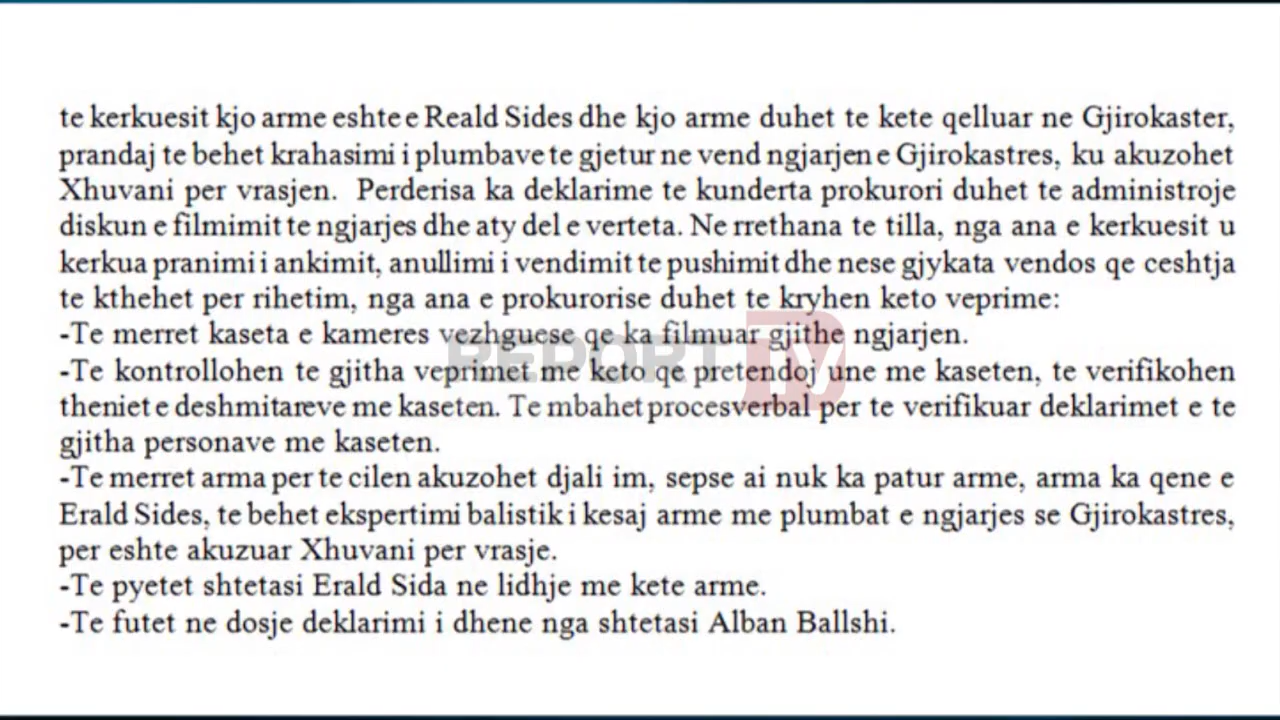 te kerkuesit kjo arme eshte e Reald Sides dhe kjo arme duhet te kete qelluar ne Gjirokaster,
prandaj te behet krahasimi i plumbave te gjetur ne vend ngjarjen e Gjirokastres, ku akuzohet
Xhuvani per vrasjen. Perderisa ka deklarime te kunderta prokurori duhet te administroje
diskun e filmimit te ngjarjes dhe aty del e verteta. Ne rrethana te tilla, nga ana e kerkuesit u
kerkua pranimi i ankimit, anullimi i vendimit te pushimit dhe nese gjykata vendos qe ceshtja
te kthehet per rihetim, nga ana e prokurorise duhet te kryhen keto veprime:
-Te merret kaseta e kameres vezhguese qe ka filmuar gjithe ngjarjen.
REPORT TV
-Te kontrollohen te gjitha veprimet me keto qe pretendoj une me kaseten, te verifikohen
theniet e deshmitareve me kaseten. Te mbahet procesverbal per te verifikuar deklarimet e te
gjitha personave me kaseten.
-Te merret arma per te cilen akuzohet djali im, sepse ai nuk ka patur arme, arma ka qene e
Erald Sides, te behet ekspertimi balistik i kesaj arme me plumbat e ngjarjes se Gjirokastres,
per eshte akuzuar Xhuvani per vrasje.
-Te pyetet shtetasi Erald Sida ne lidhje me kete arme.
-Te futet ne dosje deklarimi i dhene nga shtetasi Alban Ballshi.